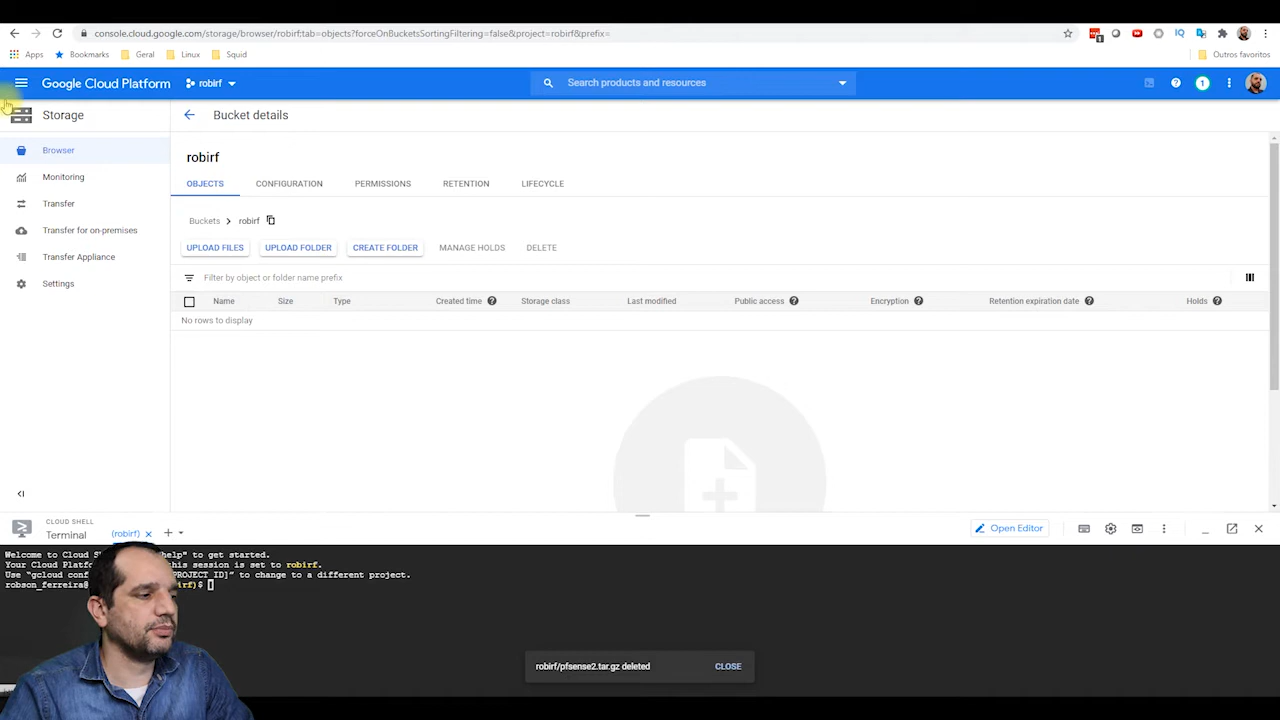 console.cloud.google.com/storage/browser/robirf;tab=objects?forceOnBucketsSortingFiltering=false&project=robirf&prefix=
Apps Bookmarks Geral Linux Squid Outros favoritos
Google Cloud Platform robirf Search products and resources 1
Storage
Bucket details
Browser
Monitoring
Transfer
Transfer for on-premises
Transfer Appliance
Settings
robirf
OBJECTS CONFIGURATION PERMISSIONS RETENTION LIFECYCLE
Buckets > robirf
UPLOAD FILES UPLOAD FOLDER CREATE FOLDER MANAGE HOLDS DELETE
Filter by object or folder name prefix
Name Size Type Created time Storage class Last modified Public access Encryption Retention expiration date Holds
No rows to display
CLOUD SHELL
Terminal (robirf) Open Editor
Welcome to Cloud help" to get started.
Your Cloud this session is set to robirf.
Use "gcloud PROJECT ID]" to change to a different project.
robson_ferreira@ $
robirf/pfsense2.tar.gz deleted CLOSE